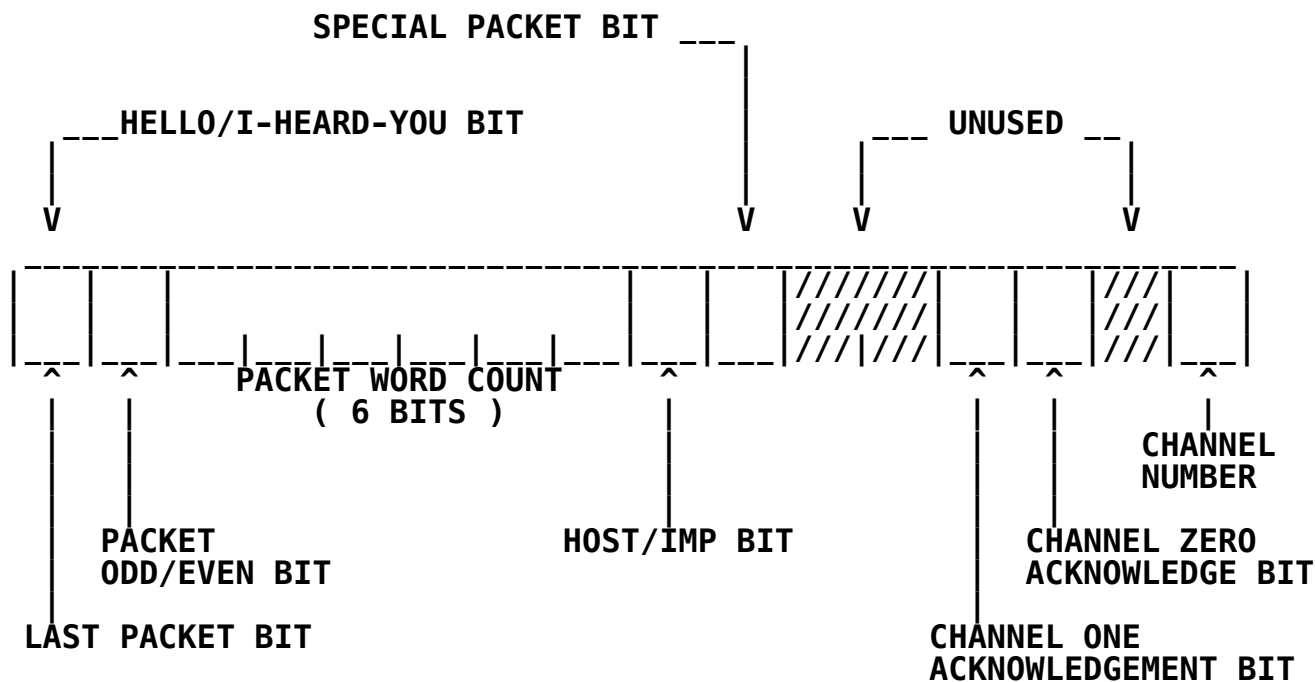 SPECIAL PACKET BIT
HELLO/I-HEARD-YOU BIT
UNUSED
PACKET WORD COUNT
( 6 BITS )
CHANNEL
NUMBER
PACKET
ODD/EVEN BIT
HOST/IMP BIT
CHANNEL ZERO
ACKNOWLEDGE BIT
LAST PACKET BIT
CHANNEL ONE
ACKNOWLEDGEMENT BIT